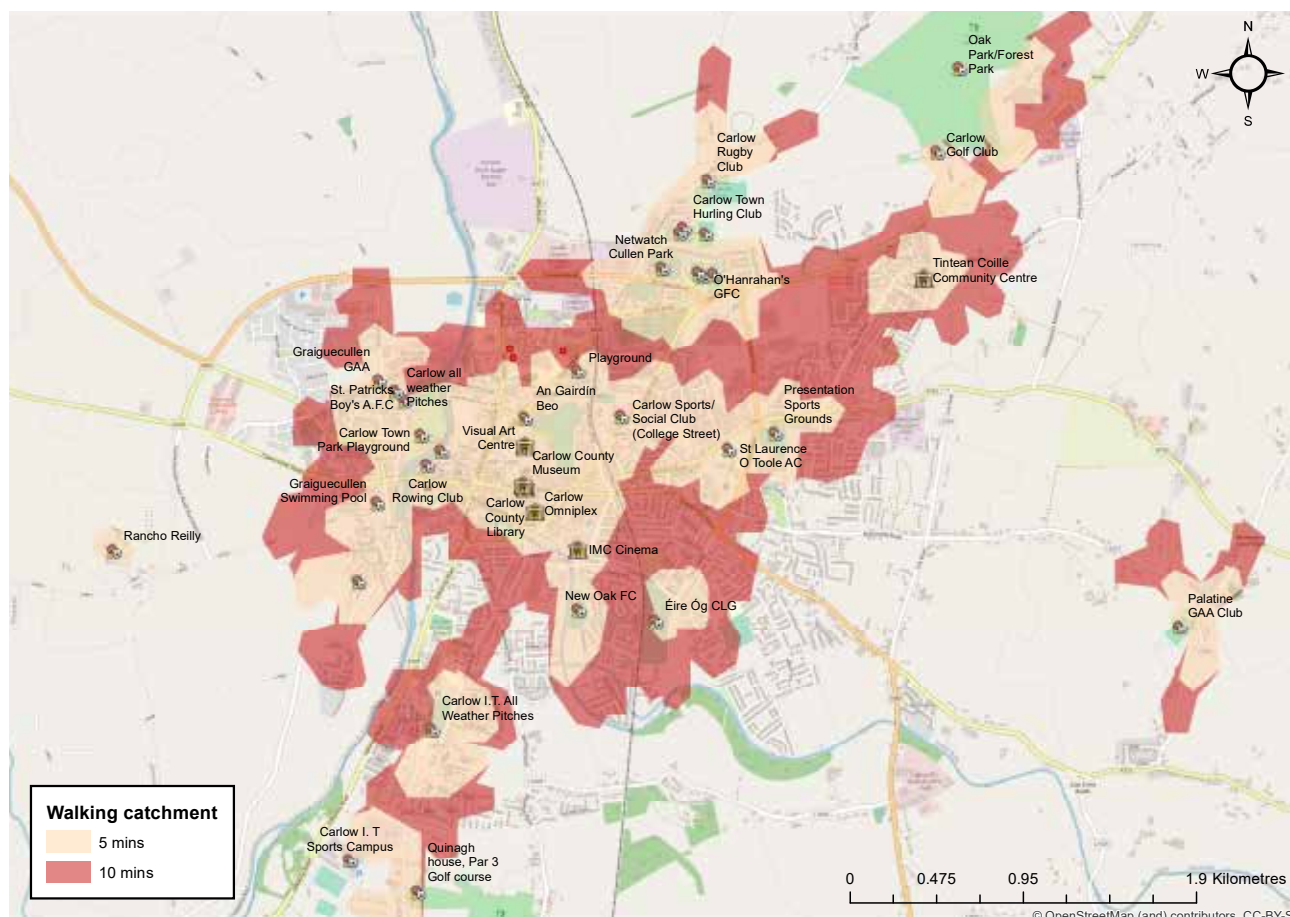 N
W
E
S
Oak
Park/Forest
Park
Carlow
Golf Club
Carlow
Rugby
Club
Carlow Town
Hurling Club
Netwatch
Cullen Park
O'Hanrahan's
GFC
Tintean Coille
Community Centre
Graiguecullen
GAA
St. Patricks
Boy's A.F.C
Carlow all
weather
Pitches
Playground
An Gairdín
Beo
Presentation
Sports
Grounds
Carlow Sports/
Social Club
(College Street)
Visual Art
Centre
Carlow Town
Park Playground
St Laurence
O Toole AC
Carlow County
Museum
Graiguecullen
Swimming Pool
Carlow
Rowing Club
Carlow
County
Library
Carlow
Omniplex
Rancho Reilly
IMC Cinema
New Oak FC
Éire Óg CLG
Palatine
GAA Club
Carlow I.T. All
Weather Pitches
Carlow I. T
Sports Campus
Quinagh
house, Par 3
Golf course
Walking catchment
5 mins
10 mins
0 0.475 0.95 1.9 Kilometres
© OpenStreetMap (and) contributors, CC-BY-S